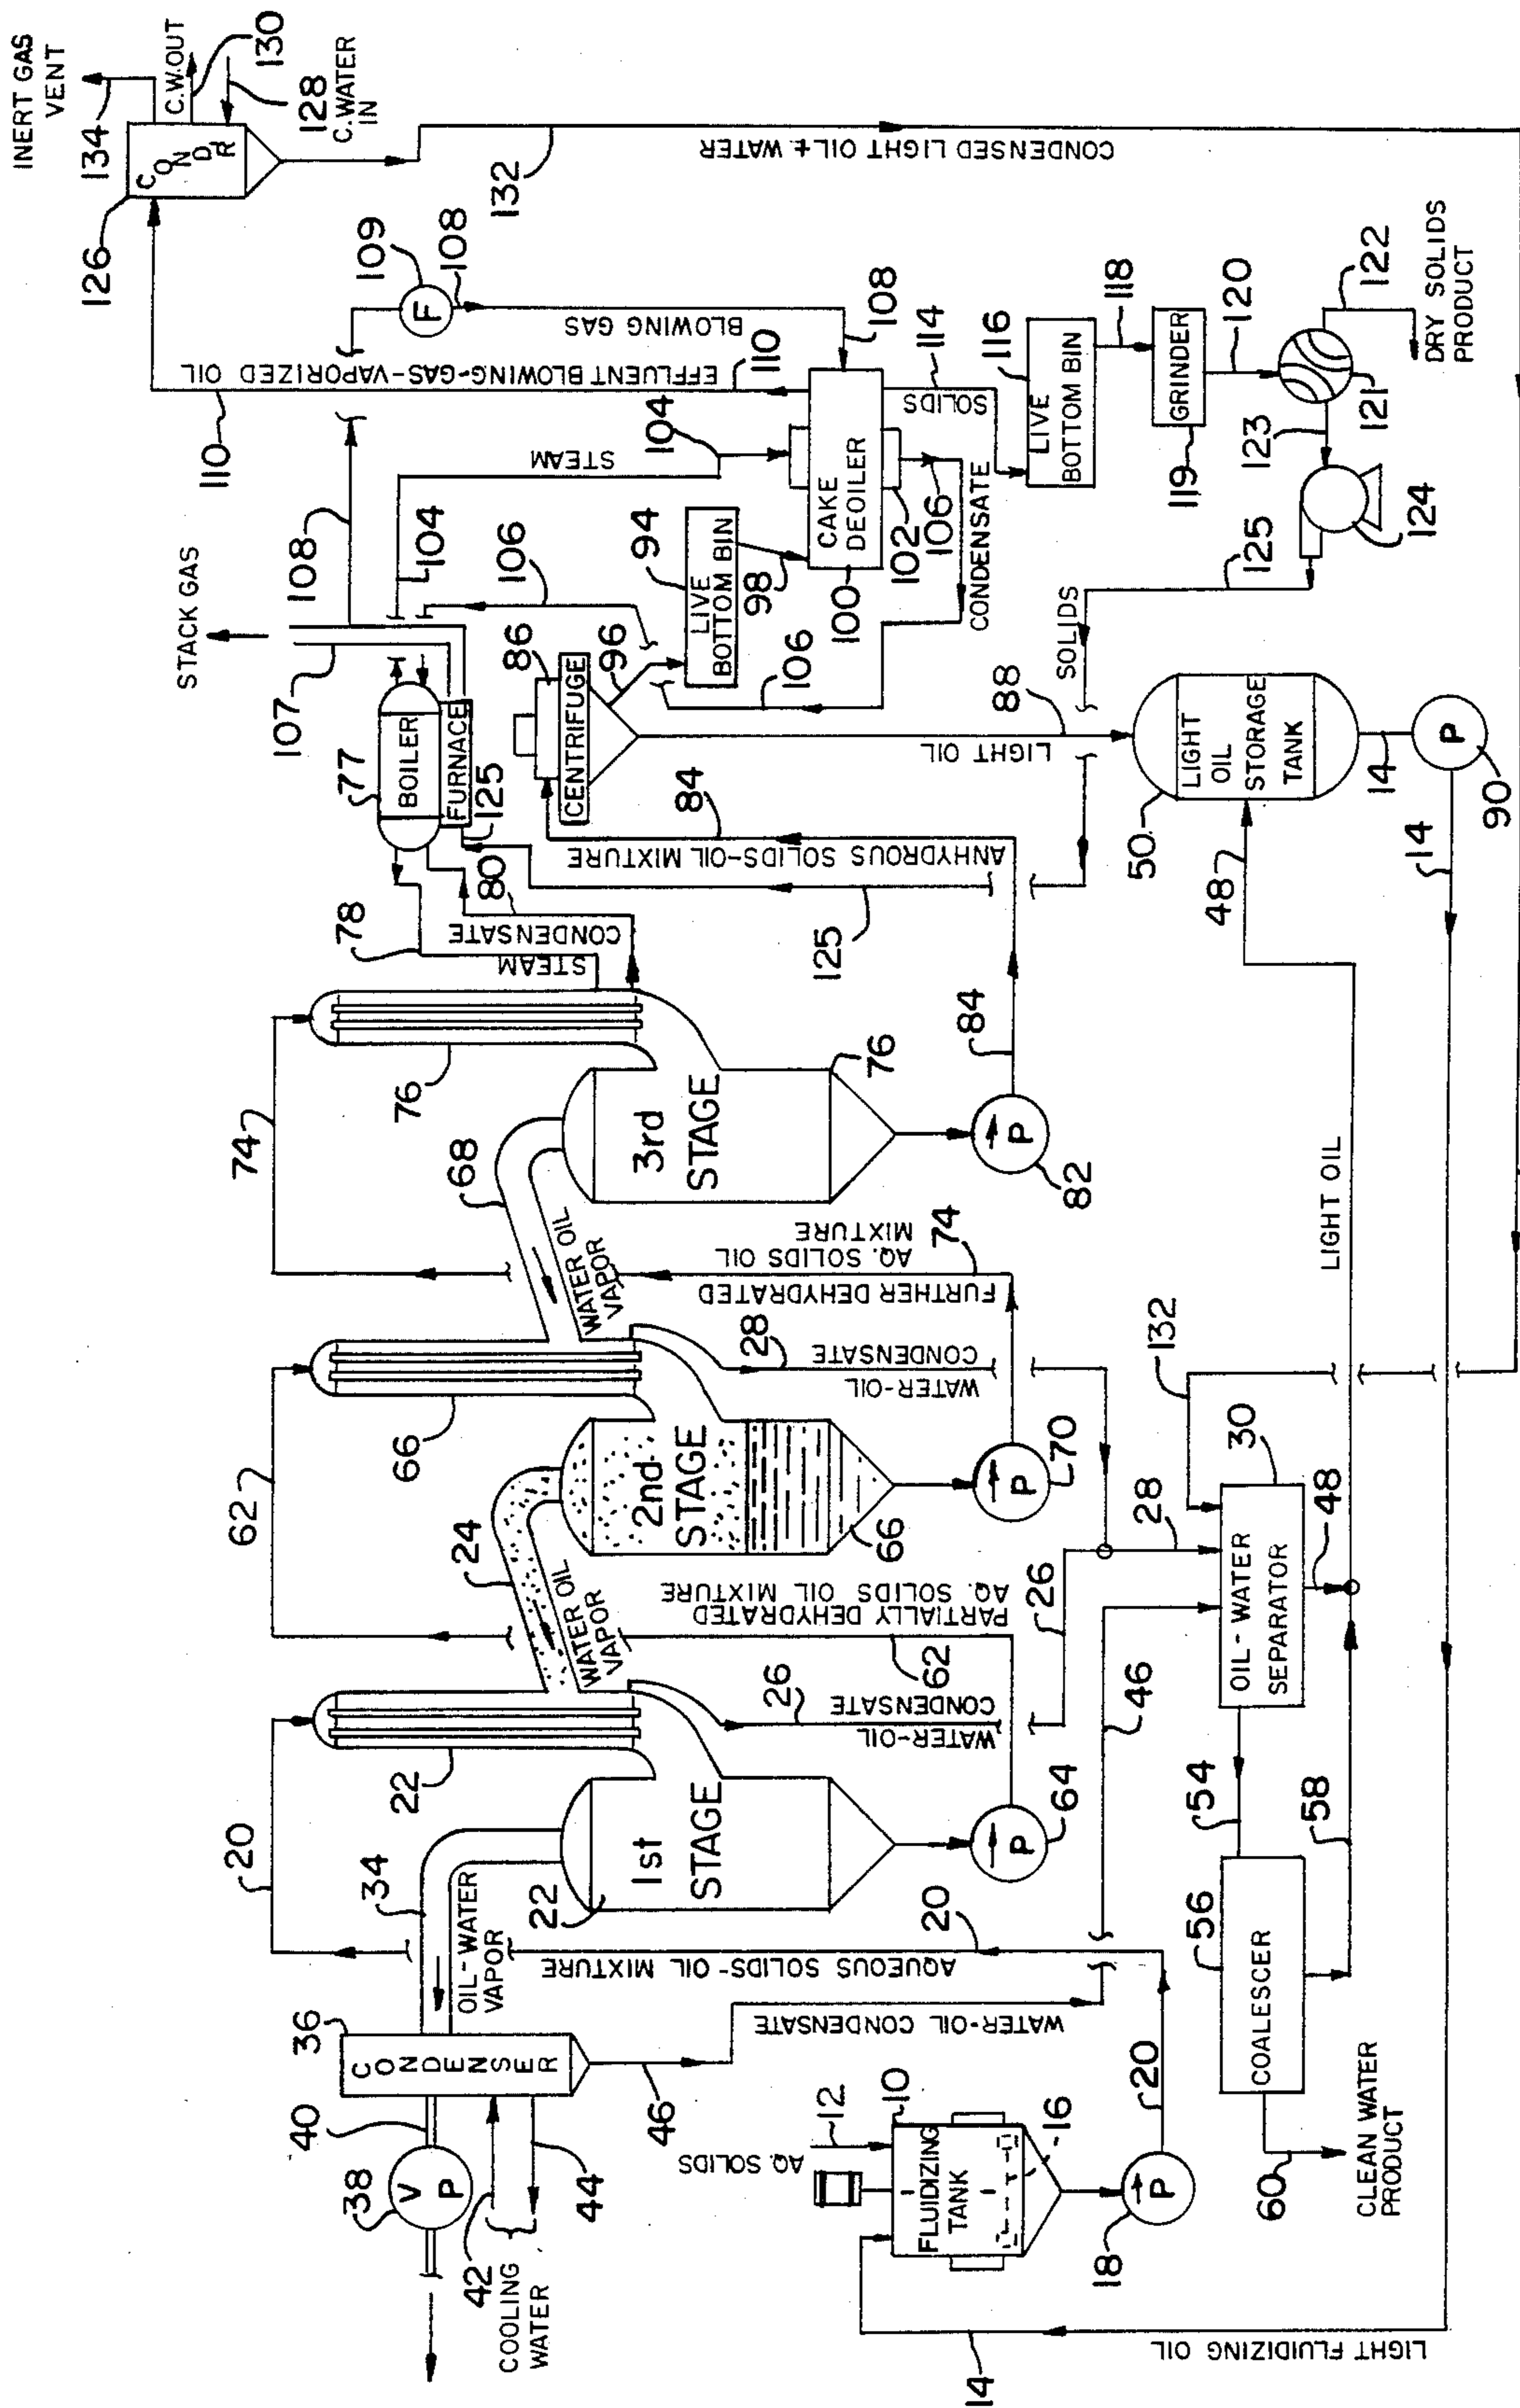 INERT GAS
VENT
134
C.W.OUT
130
128
C.WATER
IN
COND'R
126
132
CONDENSED LIGHT OIL + WATER
STACK GAS
107
108
110
EFFLUENT BLOWING-GAS-VAPORIZED OIL
110
F
109
108
BLOWING GAS
108
STEAM
104
104
106
77
BOILER
FURNACE
125
78
STEAM
CONDENSATE
80
86
CENTRIFUGE
96
94
LIVE
BOTTOM BIN
98
CAKE
DEOILER
100
102
106
CONDENSATE
106
114
SOLIDS
116
LIVE
BOTTOM BIN
118
GRINDER
119
120
121
122
DRY SOLIDS
PRODUCT
123
124
125
SOLIDS
88
LIGHT OIL
84
ANHYDROUS SOLIDS-OIL MIXTURE
125
84
50
LIGHT
OIL
STORAGE
TANK
14
P
90
14
48
LIGHT OIL
74
76
68
3rd
STAGE
76
P
82
WATER OIL
VAPOR
FURTHER DEHYDRATED
AQ. SOLIDS OIL
MIXTURE
74
62
66
24
2nd
STAGE
66
P
70
WATER-OIL
CONDENSATE
28
WATER OIL
VAPOR
PARTIALLY DEHYDRATED
AQ. SOLIDS OIL MIXTURE
62
20
22
34
1st
STAGE
22
P
64
WATER-OIL
CONDENSATE
26
26
28
132
30
OIL-WATER
SEPARATOR
48
46
54
56
COALESCER
58
60
CLEAN WATER
PRODUCT
OIL-WATER
VAPOR
36
CONDENSER
40
38
V
P
42
44
COOLING
WATER
46
WATER-OIL CONDENSATE
AQUEOUS SOLIDS-OIL MIXTURE
20
AQ. SOLIDS
12
10
FLUIDIZING
TANK
16
P
18
20
14
LIGHT FLUIDIZING OIL